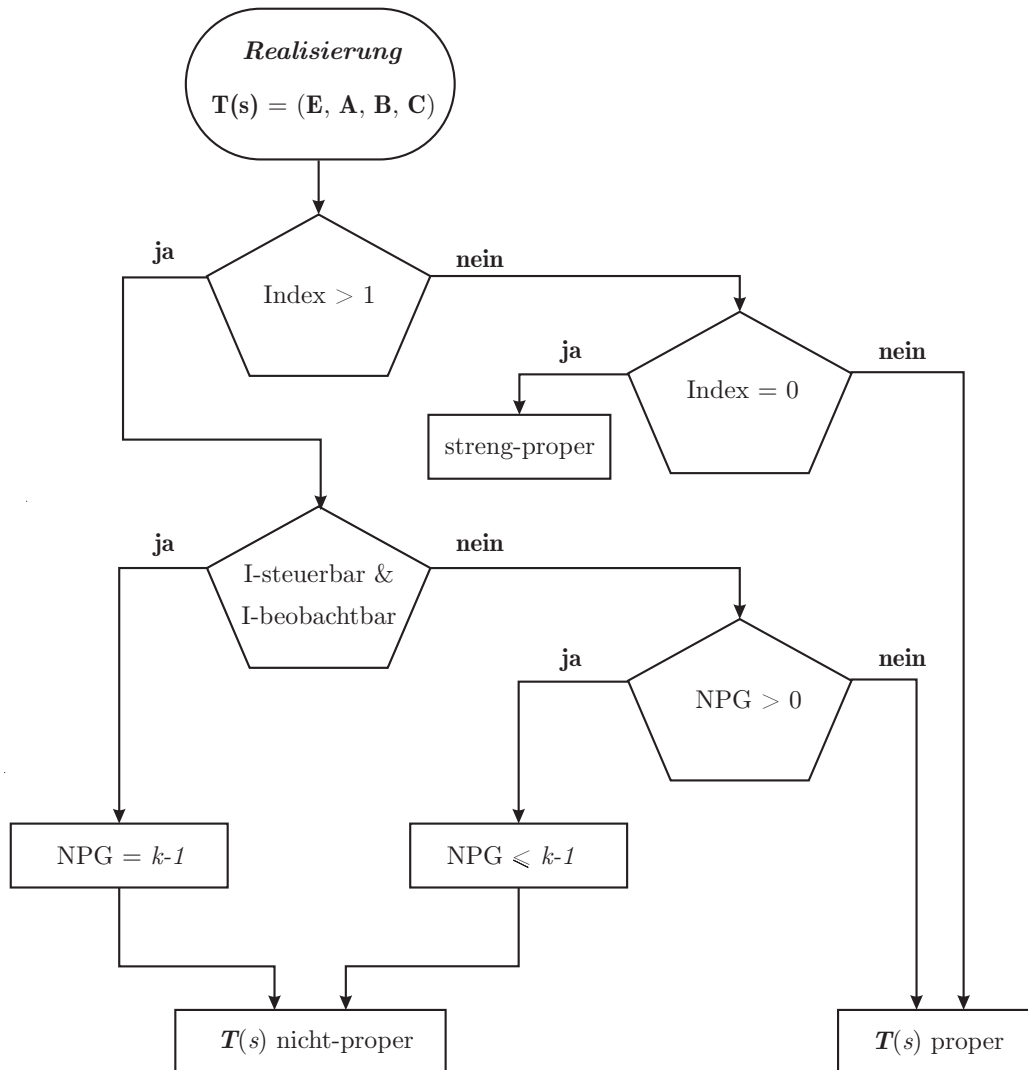 Realisierung
T(s) = (E, A, B, C)
ja
nein
Index > 1
ja
nein
Index = 0
streng-proper
ja
nein
I-steuerbar &
I-beobachtbar
ja
nein
NPG > 0
NPG = k-1
NPG ⩽ k-1
T(s) nicht-proper
T(s) proper